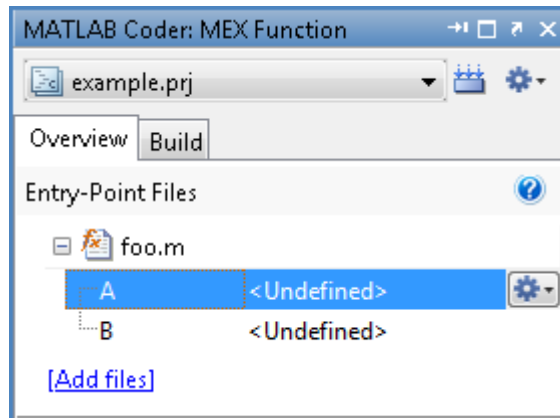 MATLAB Coder: MEX Function
example.prj
Overview Build
Entry-Point Files
foo.m
A <Undefined>
B <Undefined>
[Add files]